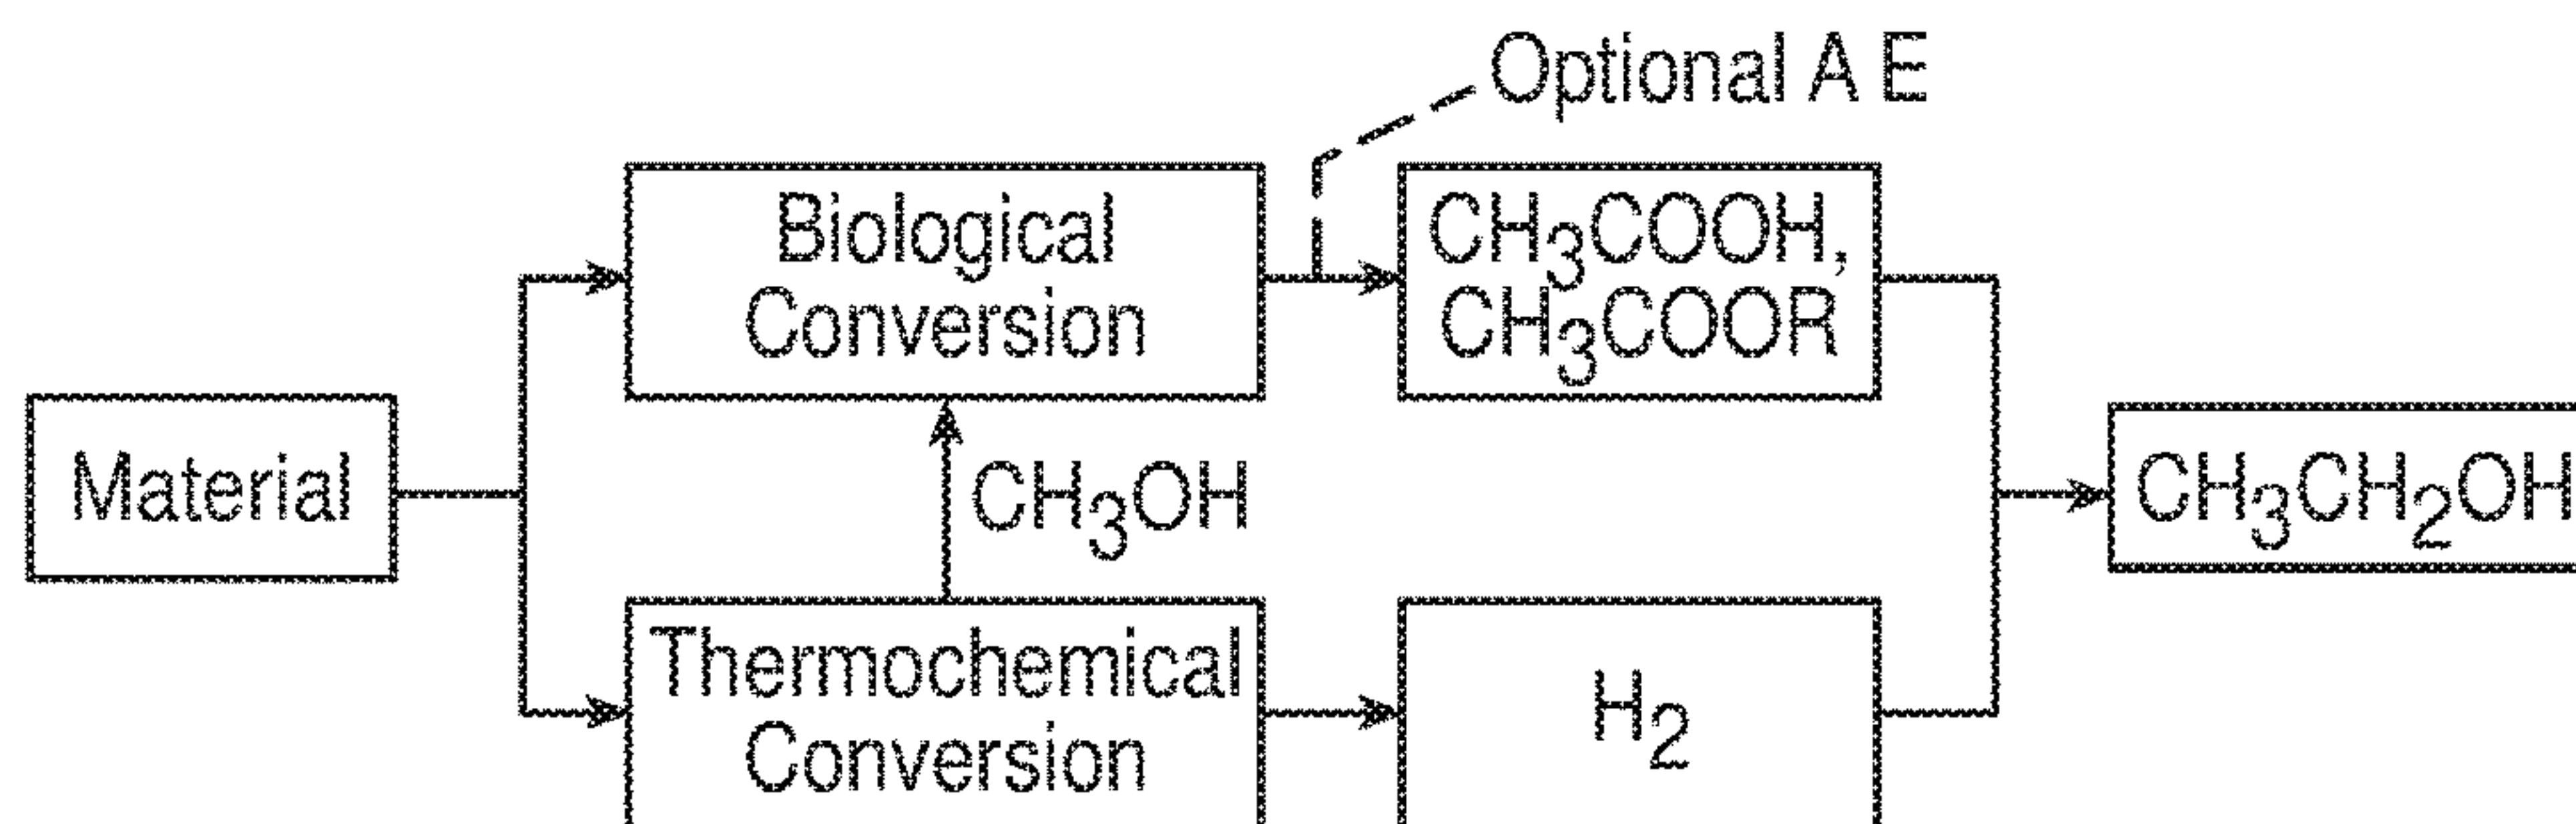 Optional A E
Biological
Conversion
CH3COOH,
CH3COOR
Material
CH3OH
CH3CH2OH
Thermochemical
Conversion
H2